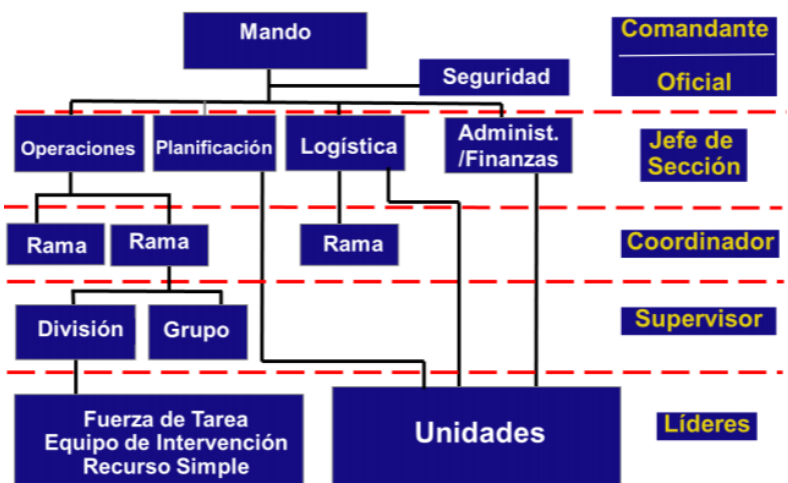 Mando
Comandante
Seguridad
Oficial
Operaciones
Planificación
Logística
Administ.
/Finanzas
Jefe de
Sección
Rama
Rama
Rama
Coordinador
División
Grupo
Supervisor
Fuerza de Tarea
Equipo de Intervención
Recurso Simple
Unidades
Líderes